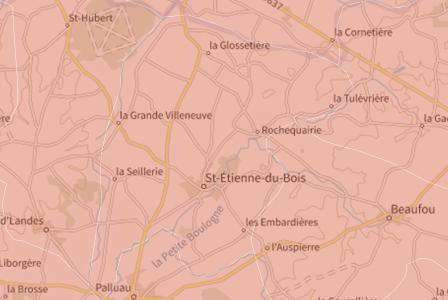 D37
St-Hubert
la Cornetière
la Glossetière
la Tulévrière
la Grande Villeneuve
Rochequairie
la Seillerie
St-Étienne-du-Bois
Beaufou
d'Landes
les Embardières
la Petite Boulogne
l'Auspierre
Liborgère
Palluau
la Brosse